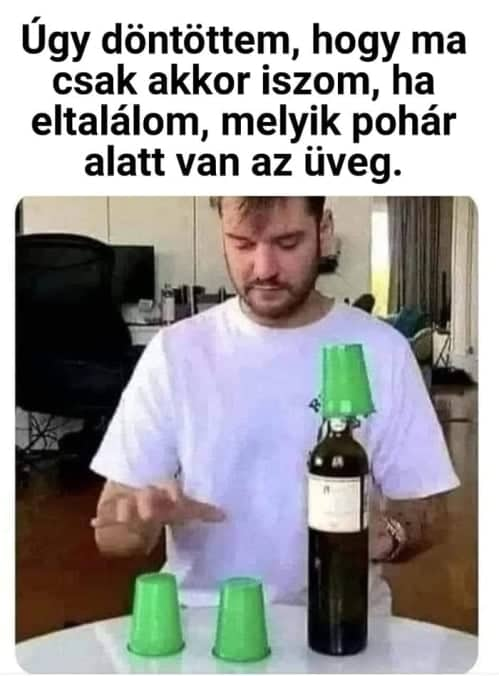 Úgy döntöttem, hogy ma
csak akkor iszom, ha
eltalálom, melyik pohár
alatt van az üveg.